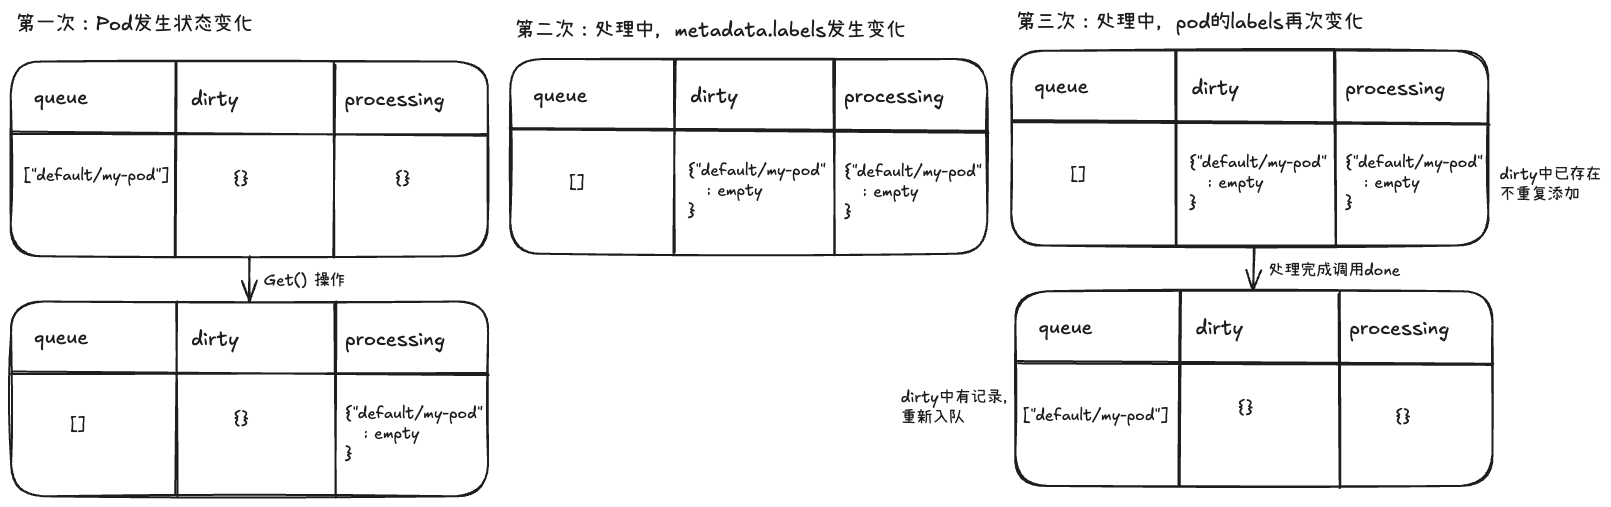 第一次：Pod发生状态变化
queue
dirty
processing
["default/my-pod"]
{}
{}
Get() 操作
queue
dirty
processing
[]
{}
{"default/my-pod"
: empty
}
第二次：处理中，metadata.labels发生变化
queue
dirty
processing
[]
{"default/my-pod"
: empty
}
{"default/my-pod"
: empty
}
第三次：处理中，pod的labels再次变化
queue
dirty
processing
[]
{"default/my-pod"
: empty
}
{"default/my-pod"
: empty
}
dirty中已存在
不重复添加
处理完成调用done
queue
dirty
processing
dirty中有记录，
重新入队
["default/my-pod"]
{}
{}